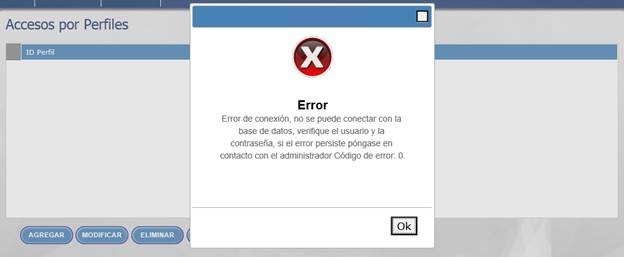 Accesos por Perfiles
ID Perfil
X
Error
Error de conexión, no se puede conectar con la
base de datos, verifique el usuario y la
contraseña, si el error persiste póngase en
contacto con el administrador Código de error: 0.
Ok
AGREGAR MODIFICAR ELIMINAR